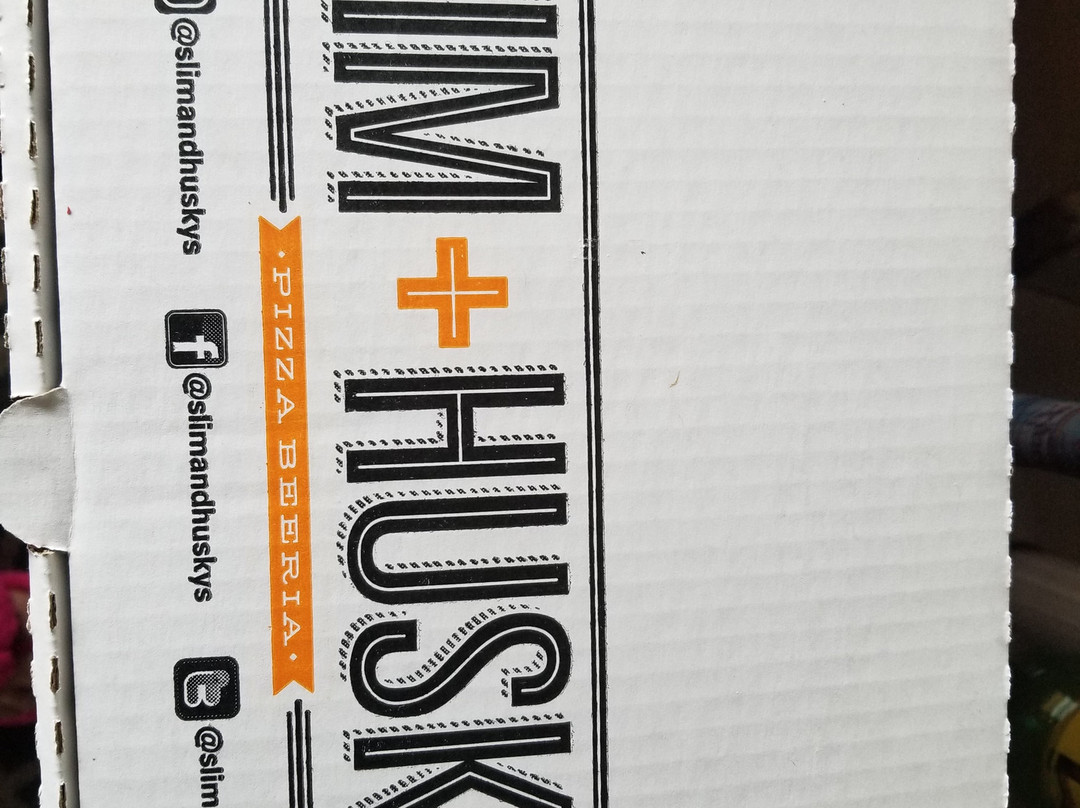 IM + HUSK
PIZZA BEERIA
@slimandhuskys @slimandhuskys @slim